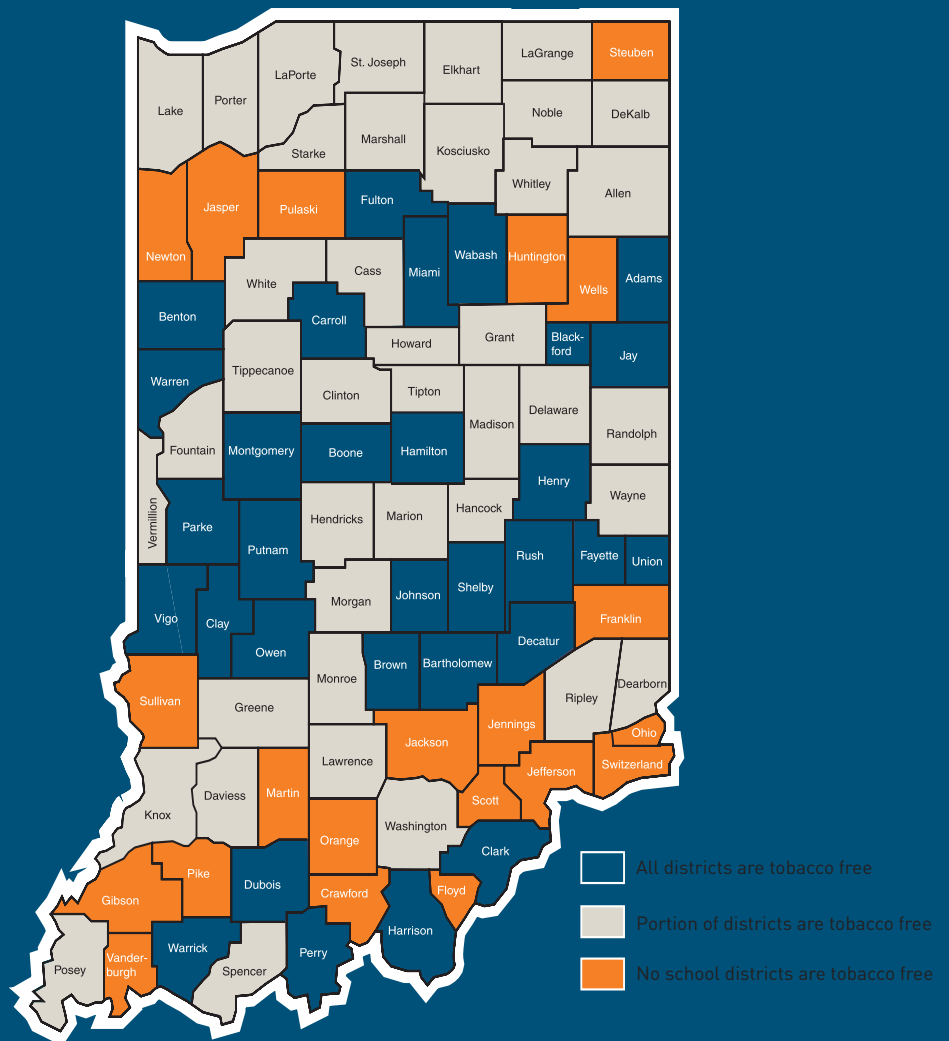 Steuben
LaGrange
St. Joseph
Elkhart
LaPorte
Porter
Lake
Noble
DeKalb
Marshall
Kosciusko
Starke
Whitley
Allen
Fulton
Jasper
Pulaski
Newton
Wabash
Huntington
Miami
Cass
Adams
White
Wells
Benton
Carroll
Grant
Howard
Black-
ford
Jay
Tippecanoe
Warren
Clinton
Tipton
Delaware
Madison
Randolph
Fountain
Montgomery
Boone
Hamilton
Henry
Wayne
Vermillion
Hendricks
Marion
Hancock
Parke
Putnam
Rush
Fayette
Union
Shelby
Johnson
Morgan
Vigo
Clay
Franklin
Decatur
Owen
Brown
Bartholomew
Monroe
Dearborn
Ripley
Sullivan
Greene
Jennings
Ohio
Jackson
Lawrence
Switzerland
Jefferson
Martin
Daviess
Scott
Knox
Washington
Orange
Clark
Pike
Dubois
Crawford
Floyd
Gibson
Harrison
Warrick
Perry
Vander-
burgh
Posey
Spencer
All districts are tobacco free
Portion of districts are tobacco free
No school districts are tobacco free